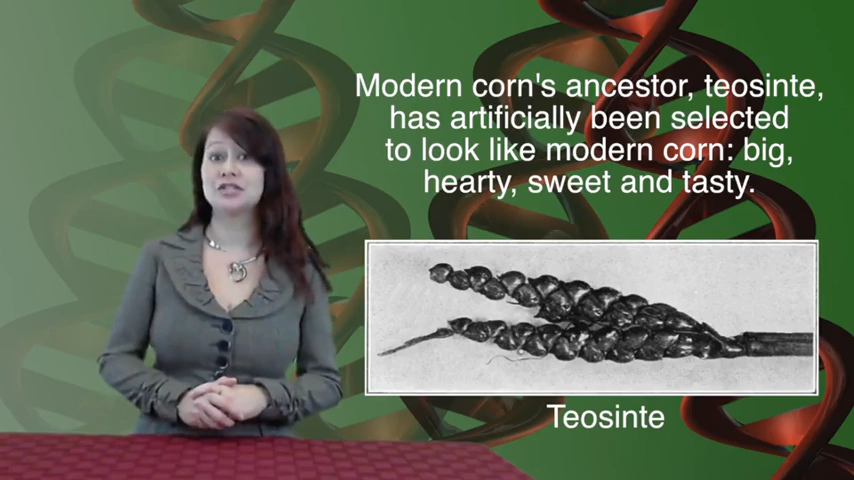 Modern corn's ancestor, teosinte,
has artificially been selected
to look like modern corn: big,
hearty, sweet and tasty.
Teosinte